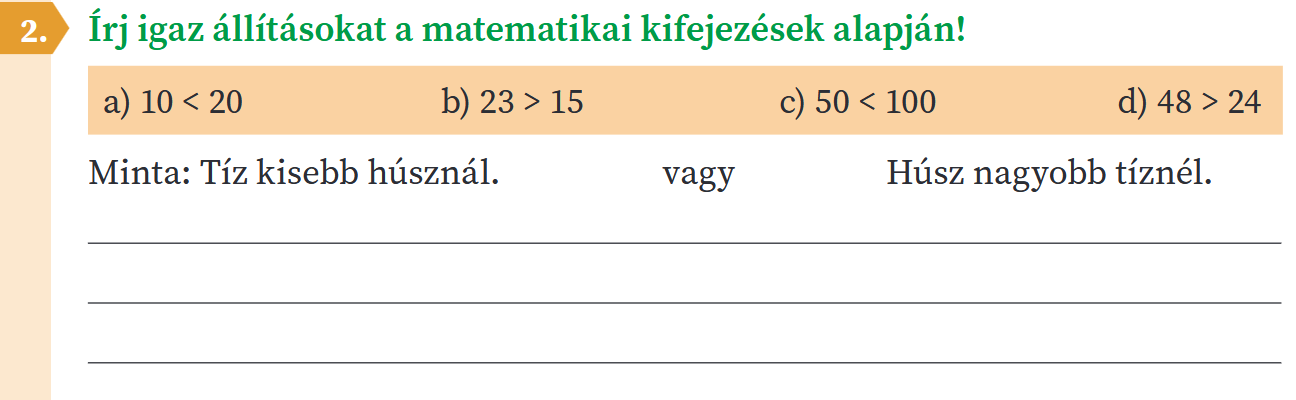 2. Írj igaz állításokat a matematikai kifejezések alapján!
a) 10 < 20 b) 23 > 15 c) 50 < 100 d) 48 > 24
Minta: Tíz kisebb húsznál. vagy Húsz nagyobb tíznél.